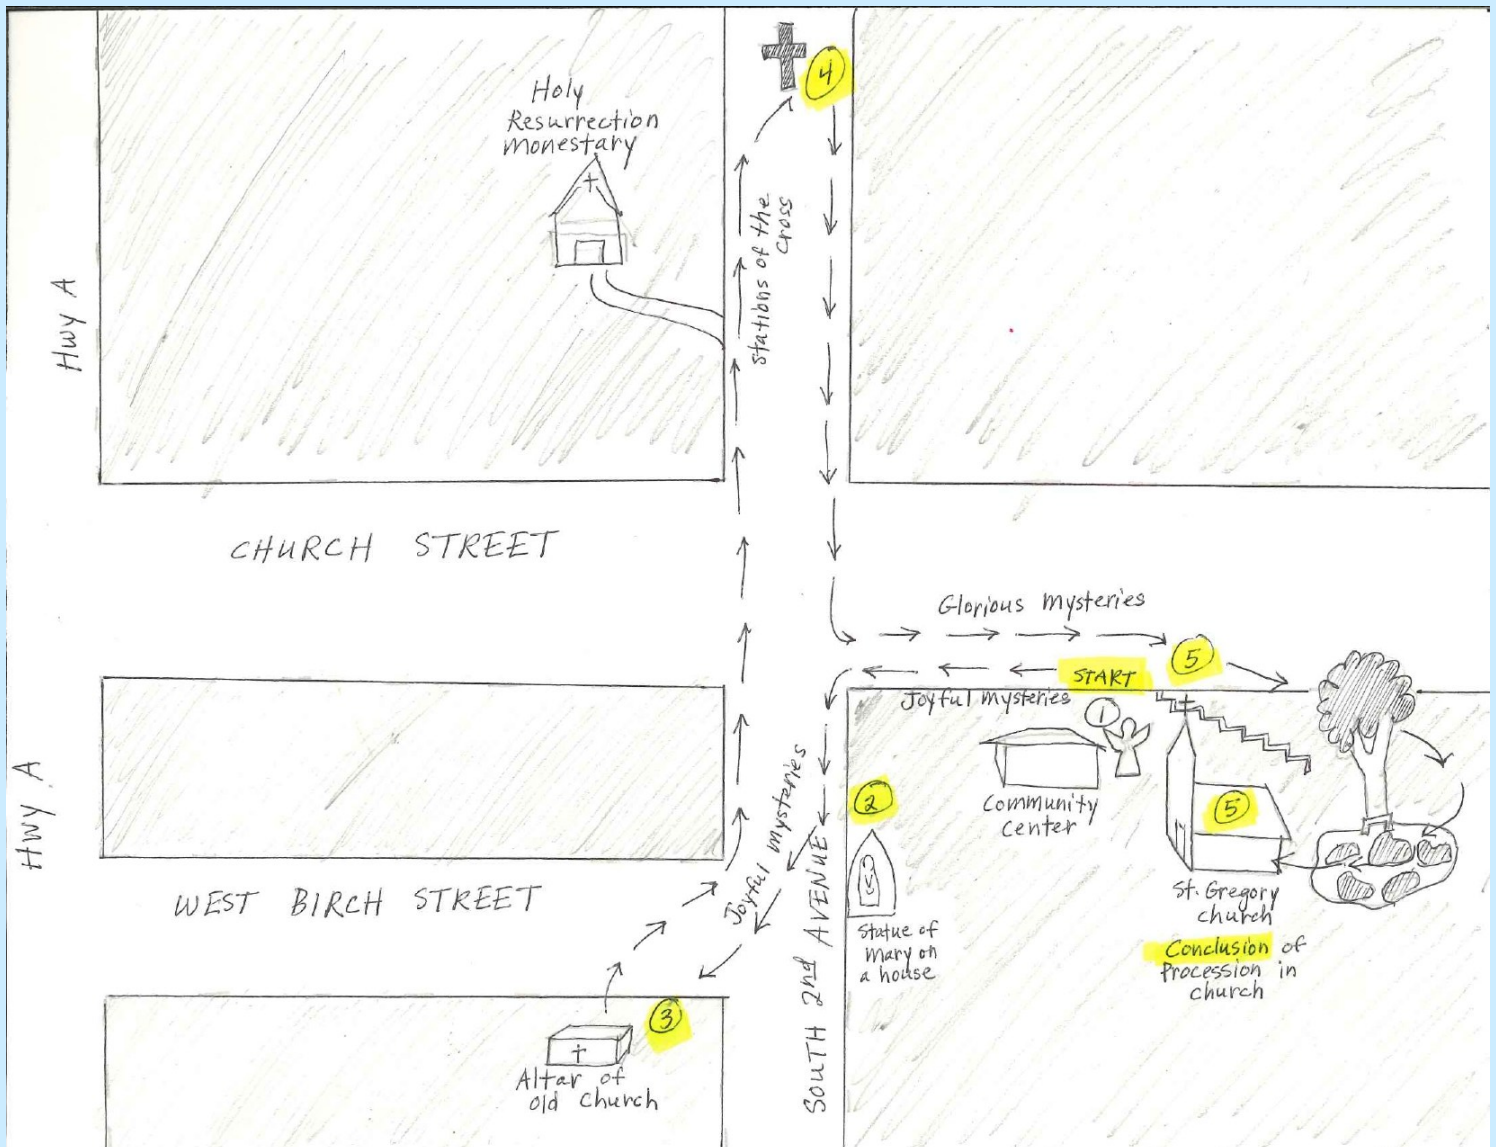 4
Holy
Resurrection
Monestary
Stations of the
Cross
Hwy A
CHURCH STREET
Glorious Mysteries
5
START
Joyful Mysteries
1
2
Community
Center
5
Joyful Mysteries
Hwy A
WEST BIRCH STREET
St. Gregory
church
Statue of
Mary on
a house
Conclusion of
Procession in
church
SOUTH 2nd AVENUE
3
Altar of
old church